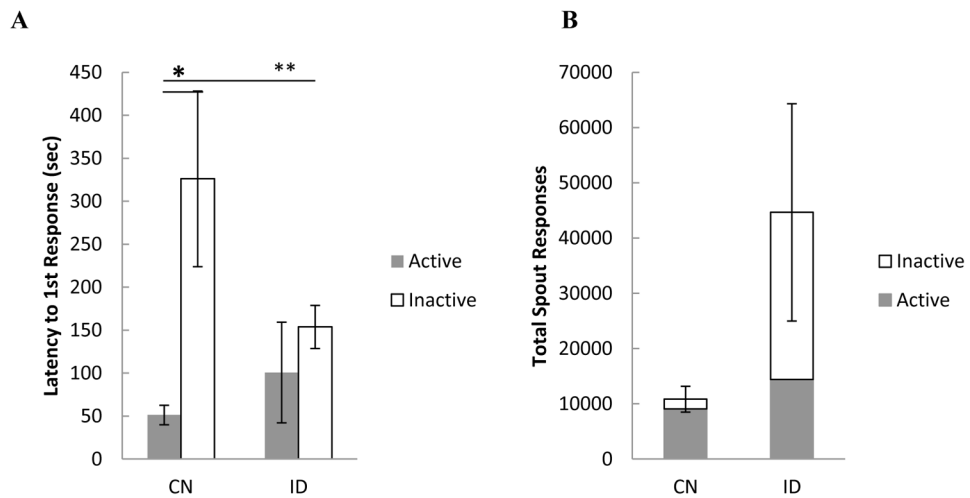 A
Latency to 1st Response (sec)
450
400
350
300
250
200
150
100
50
0
*
**
CN
ID
Active
Inactive
B
Total Spout Responses
70000
60000
50000
40000
30000
20000
10000
0
CN
ID
Inactive
Active